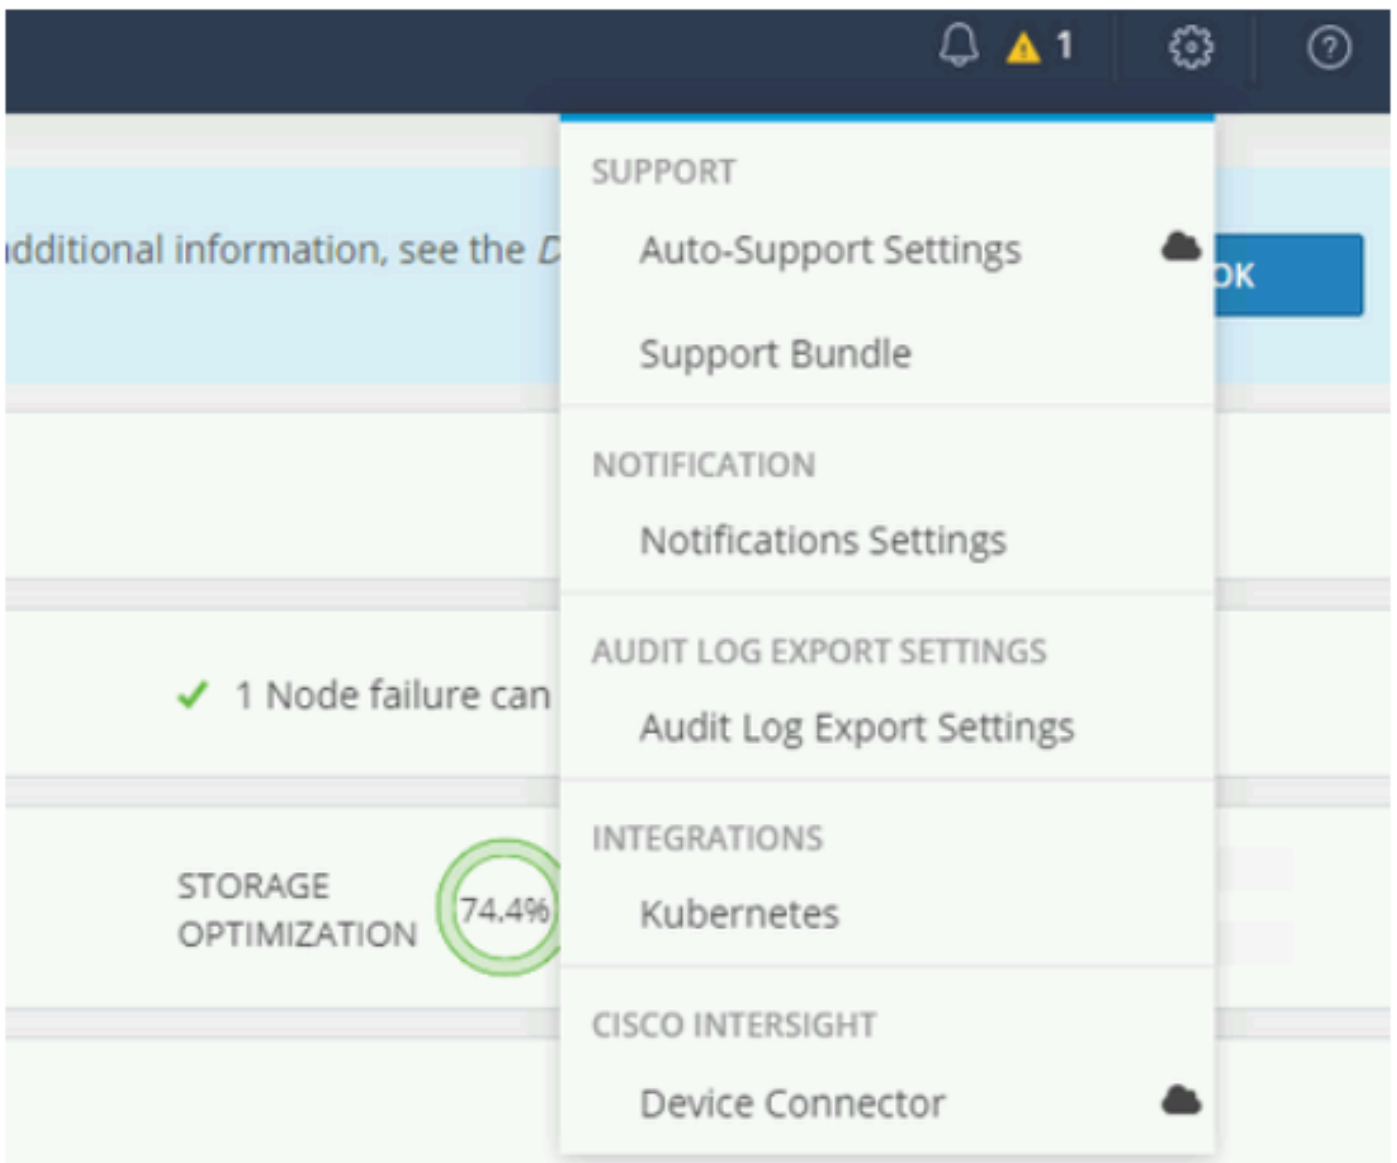 1
SUPPORT
additional information, see the
Auto-Support Settings
OK
Support Bundle
NOTIFICATION
Notifications Settings
AUDIT LOG EXPORT SETTINGS
1 Node failure can
Audit Log Export Settings
INTEGRATIONS
STORAGE
OPTIMIZATION
74.4%
Kubernetes
CISCO INTERSIGHT
Device Connector